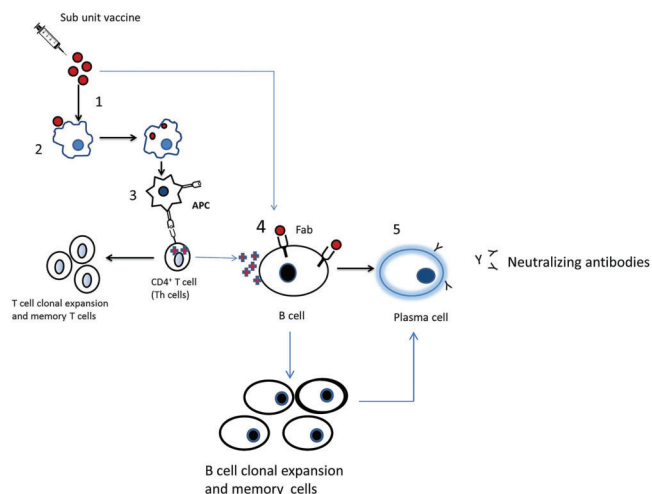 Sub unit vaccine
1
2
3
APC
4
Fab
5
Neutralizing antibodies
T cell clonal expansion
and memory T cells
CD4⁺ T cell
(Th cells)
B cell
Plasma cell
B cell clonal expansion
and memory cells